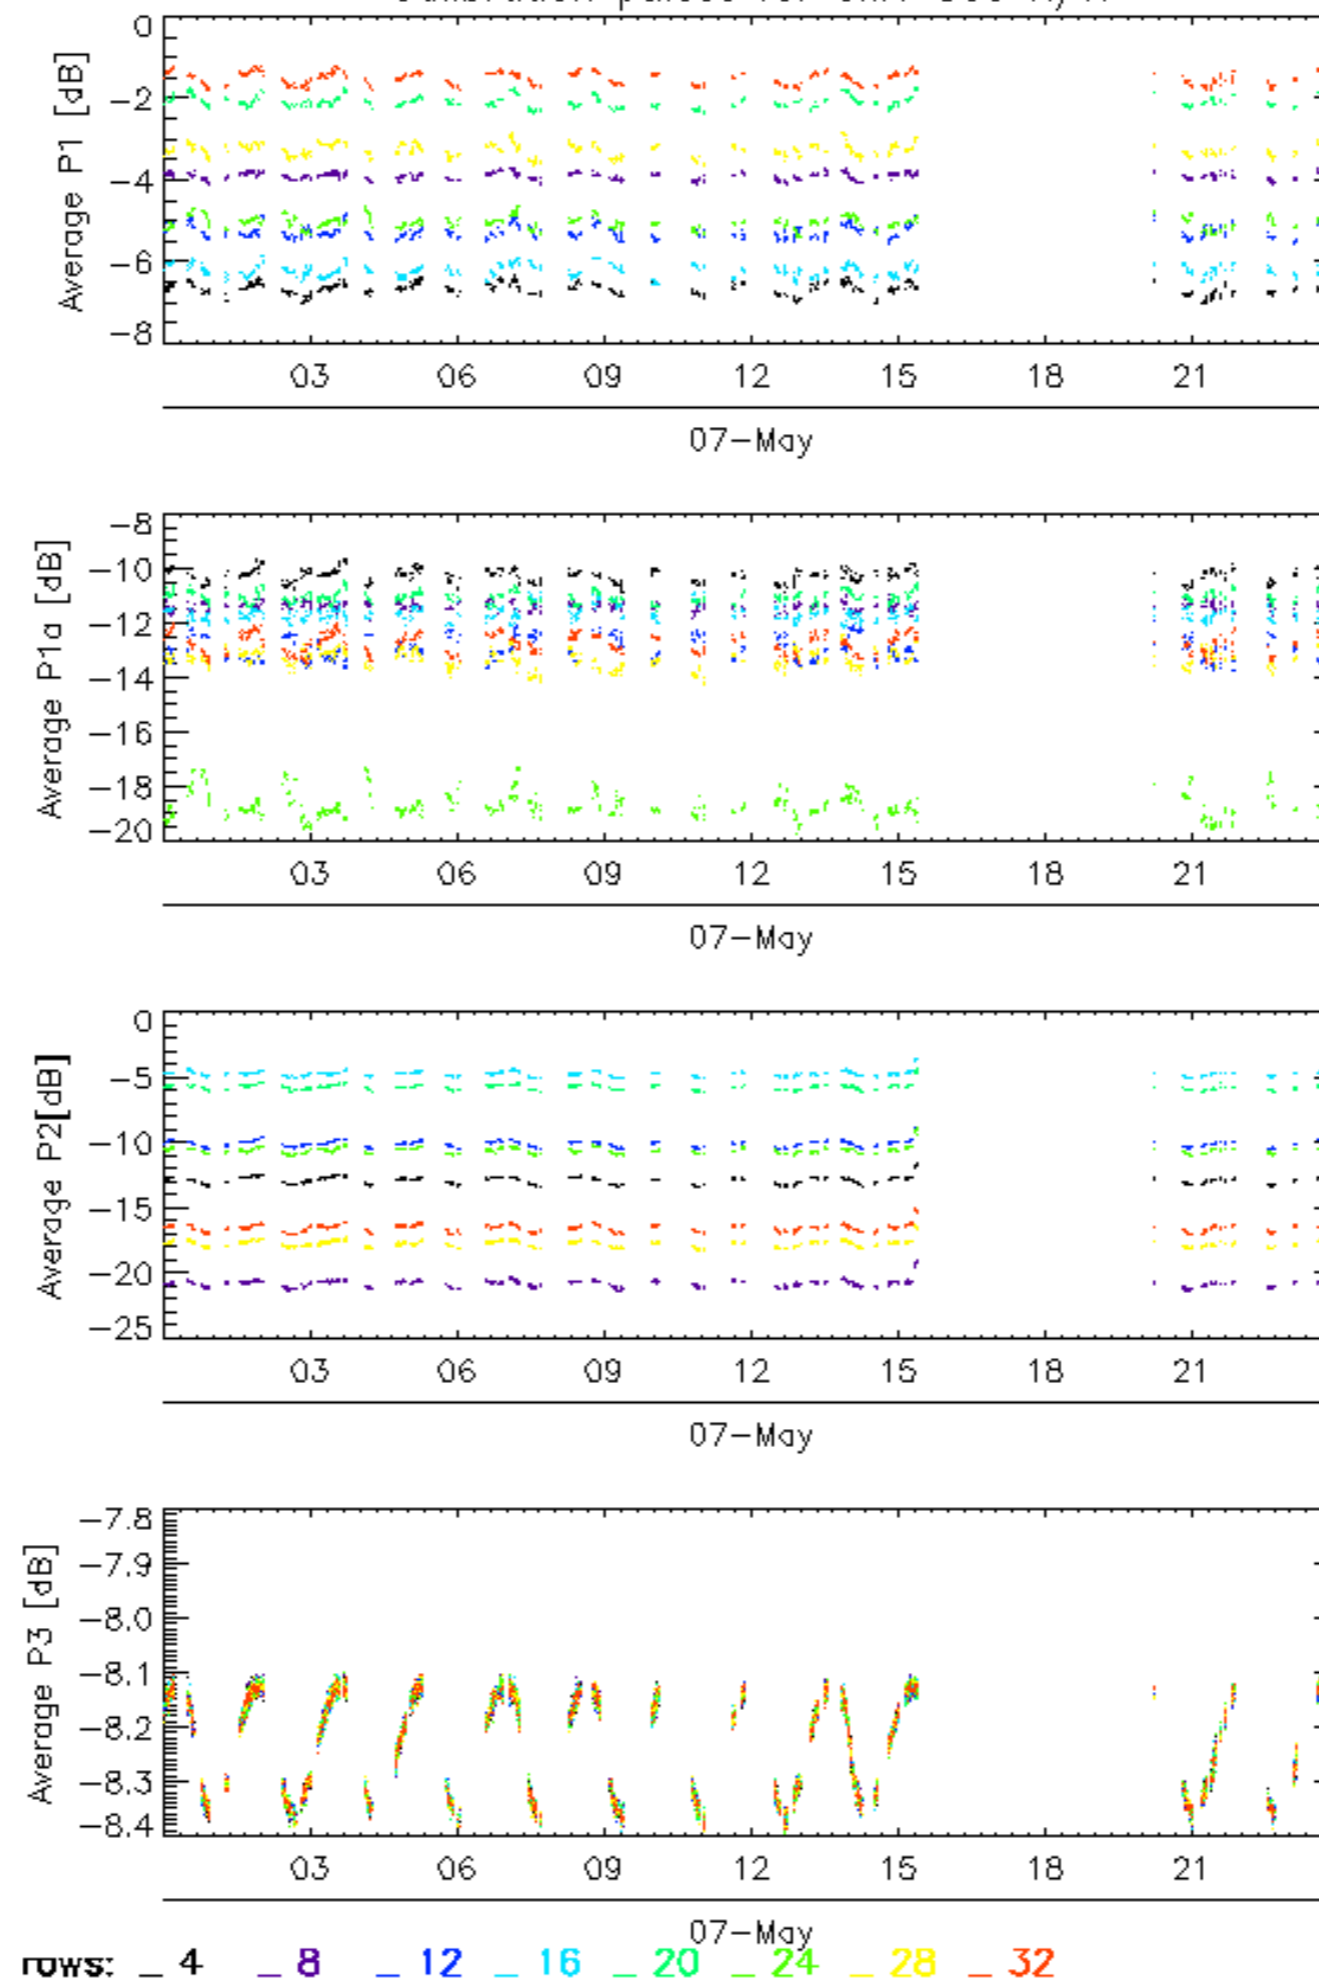 0
-2
-4
-6
-8
Average P1 [dB]
03 06 09 12 15 18 21
07-May
-8
-10
-12
-14
-16
-18
-20
Average P1a [dB]
03 06 09 12 15 18 21
07-May
0
-5
-10
-15
-20
-25
Average P2[dB]
03 06 09 12 15 18 21
07-May
-7.8
-7.9
-8.0
-8.1
-8.2
-8.3
-8.4
Average P3 [dB]
03 06 09 12 15 18 21
07-May
rows: _ 4 _ 8 _ 12 _ 16 _ 20 _ 24 _ 28 _ 32